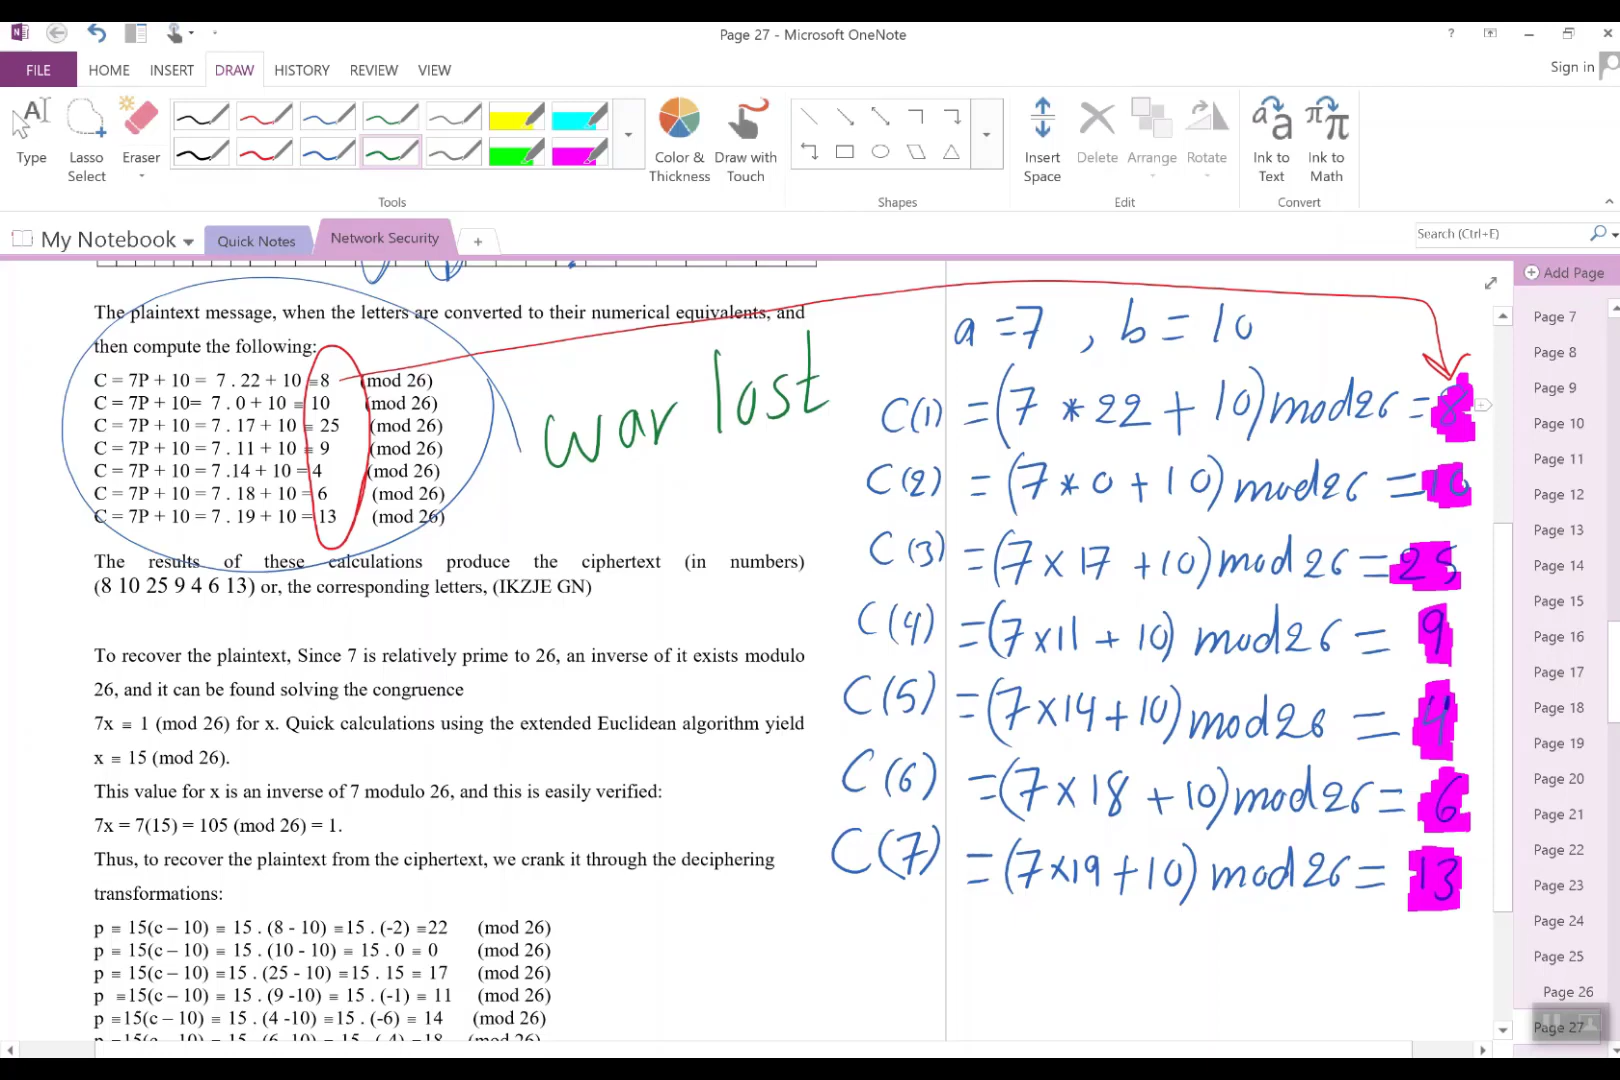 Page 27 - Microsoft OneNote
?
Sign in
FILE HOME INSERT DRAW HISTORY REVIEW VIEW
Type
Lasso Select
Eraser
Color & Thickness
Draw with Touch
Insert Space
Delete
Arrange
Rotate
Ink to Text
Ink to Math
Tools
Shapes
Edit
Convert
My Notebook
Quick Notes
Network Security
+
Search (Ctrl+E)
The plaintext message, when the letters are converted to their numerical equivalents, and
then compute the following:
C = 7P + 10 = 7 . 22 + 10 ≡8 (mod 26)
C = 7P + 10= 7 . 0 + 10 ≡ 10 (mod 26)
C = 7P + 10 = 7 . 17 + 10 ≡ 25 (mod 26)
C = 7P + 10 = 7 . 11 + 10 ≡ 9 (mod 26)
C = 7P + 10 = 7 .14 + 10 ≡ 4 (mod 26)
C = 7P + 10 = 7 . 18 + 10 ≡ 6 (mod 26)
C = 7P + 10 = 7 . 19 + 10 ≡ 13 (mod 26)
war lost
The results of these calculations produce the ciphertext (in numbers)
(8 10 25 9 4 6 13) or, the corresponding letters, (IKZJE GN)
To recover the plaintext, Since 7 is relatively prime to 26, an inverse of it exists modulo
26, and it can be found solving the congruence
7x ≡ 1 (mod 26) for x. Quick calculations using the extended Euclidean algorithm yield
x ≡ 15 (mod 26).
This value for x is an inverse of 7 modulo 26, and this is easily verified:
7x = 7(15) = 105 (mod 26) = 1.
Thus, to recover the plaintext from the ciphertext, we crank it through the deciphering
transformations:
p ≡ 15(c – 10) ≡ 15 . (8 - 10) ≡15 . (-2) ≡22 (mod 26)
p ≡ 15(c – 10) ≡ 15 . (10 - 10) ≡ 15 . 0 ≡ 0 (mod 26)
p ≡ 15(c – 10) ≡15 . (25 - 10) ≡15 . 15 ≡ 17 (mod 26)
p ≡15(c – 10) ≡ 15 . (9 -10) ≡ 15 . (-1) ≡ 11 (mod 26)
p ≡15(c – 10) ≡ 15 . (4 -10) ≡15 . (-6) ≡ 14 (mod 26)
a =7 , b = 10
C(1) =(7 * 22 + 10)mod26 =8
C(2) =(7*0+10)mod26 =10
C(3) =(7×17 +10)mod26 =25
C(4) =(7×11 + 10) mod26 = 9
C(5) =(7×14+10)mod26 = 4
C(6) =(7×18 +10)mod26= 6
C(7) =(7×19+10)mod26= 13
Add Page
Page 7
Page 8
Page 9
Page 10
Page 11
Page 12
Page 13
Page 14
Page 15
Page 16
Page 17
Page 18
Page 19
Page 20
Page 21
Page 22
Page 23
Page 24
Page 25
Page 26
Page 27